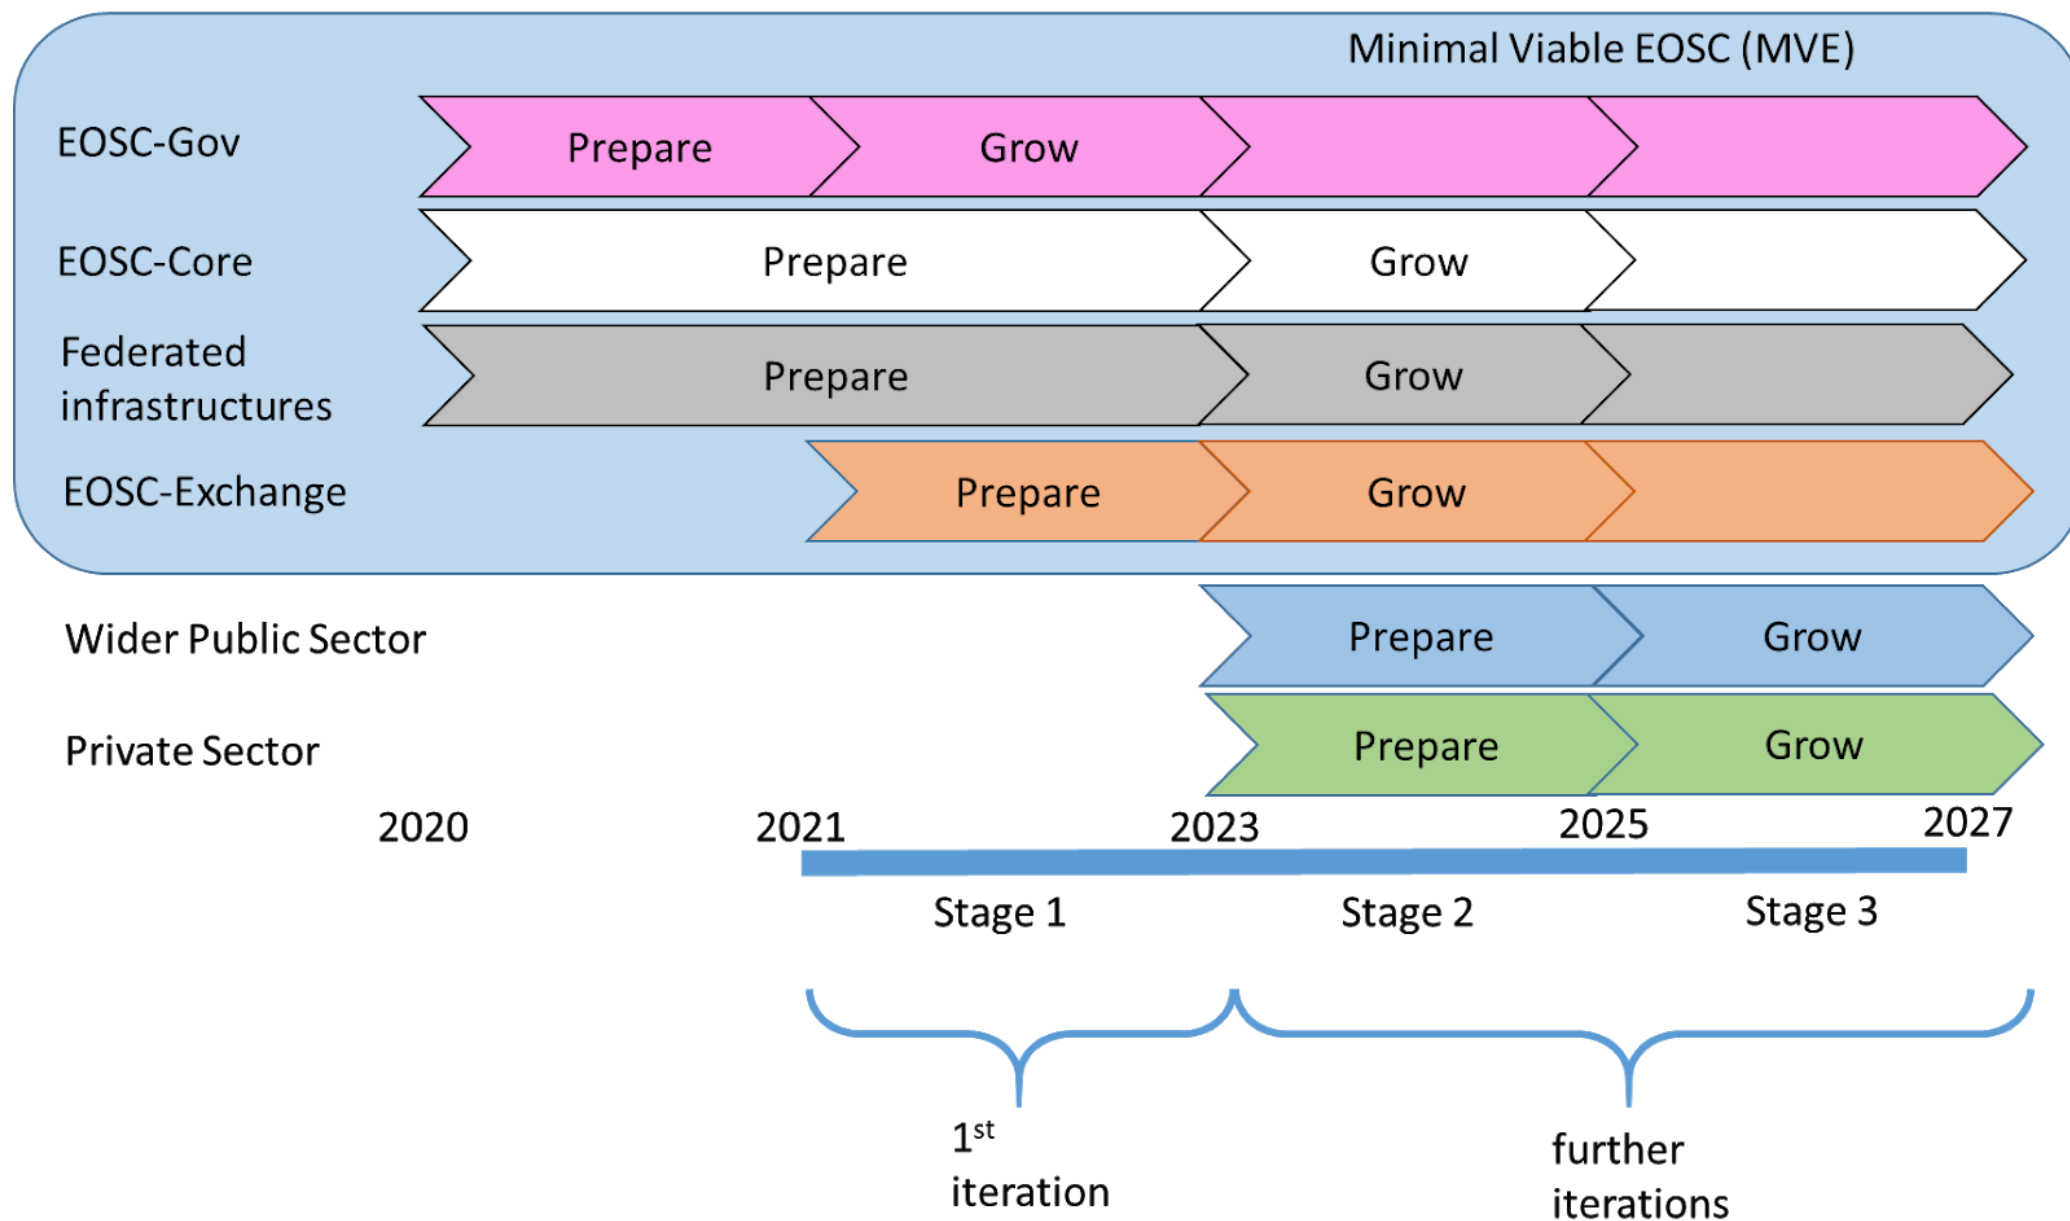 Minimal Viable EOSC (MVE)
EOSC-Gov
Prepare
Grow
EOSC-Core
Prepare
Grow
Federated
infrastructures
Prepare
Grow
EOSC-Exchange
Prepare
Grow
Wider Public Sector
Prepare
Grow
Private Sector
Prepare
Grow
2020
2021
2023
2025
2027
Stage 1
Stage 2
Stage 3
1st
iteration
further
iterations